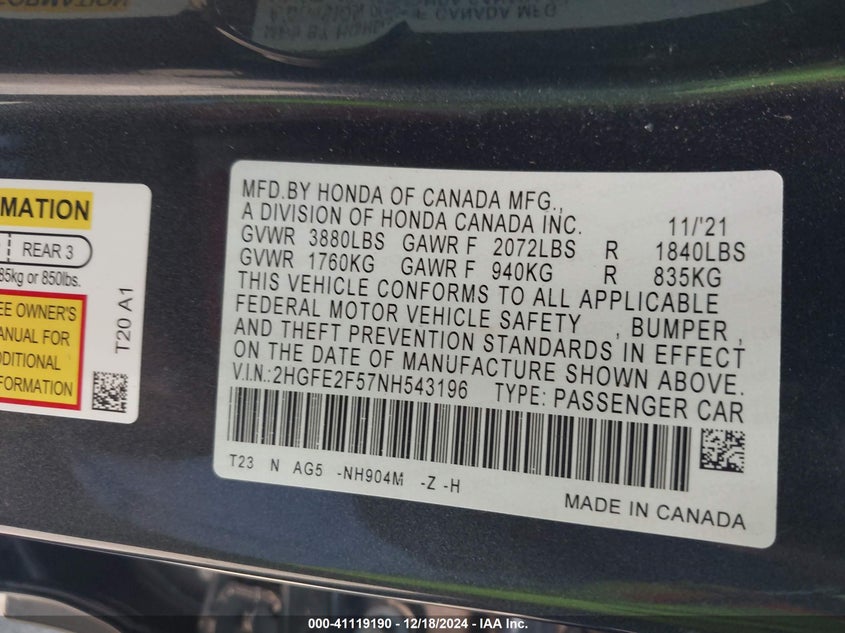 MATION
REAR 3
85kg or 850lbs.
EE OWNER'S
ANUAL FOR
DDITIONAL
FORMATION
T20 A1
MFD.BY HONDA OF CANADA MFG.,
A DIVISION OF HONDA CANADA INC. 11/'21
GVWR 3880LBS GAWR F 2072LBS R 1840LBS
GVWR 1760KG GAWR F 940KG R 835KG
THIS VEHICLE CONFORMS TO ALL APPLICABLE
FEDERAL MOTOR VEHICLE SAFETY , BUMPER ,
AND THEFT PREVENTION STANDARDS IN EFFECT
ON THE DATE OF MANUFACTURE SHOWN ABOVE.
V.I.N.:2HGFE2F57NH543196 TYPE: PASSENGER CAR
T23 N AG5 -NH904M -Z -H
MADE IN CANADA
000-41119190 - 12/18/2024 - IAA Inc.